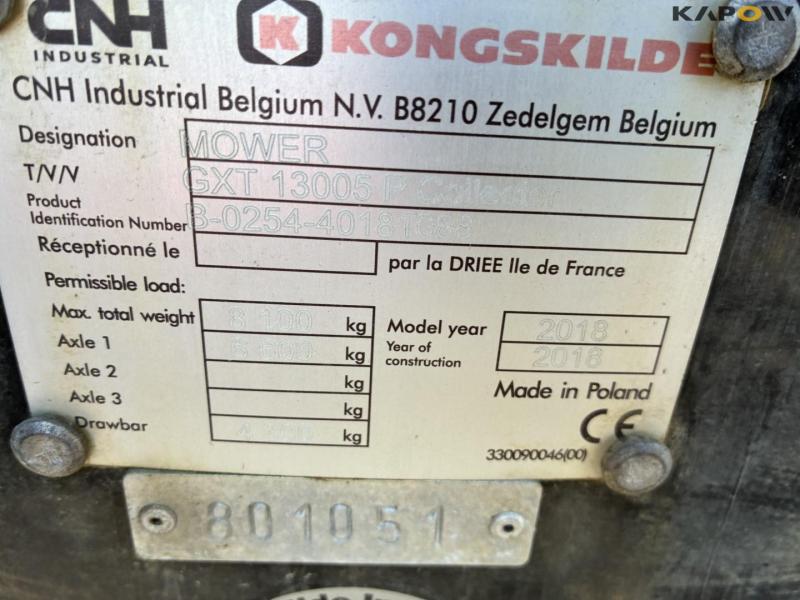 KAPOW
CNH
INDUSTRIAL
K KONGSKILDE
CNH Industrial Belgium N.V. B8210 Zedelgem Belgium
Designation MOWER
T/V/V GXT 13005 P Collector
Product
Identification Number
Réceptionné le par la DRIEE Ile de France
Permissible load:
Max. total weight kg Model year 2018
Axle 1 kg Year of construction 2018
Axle 2 kg
Axle 3 kg Made in Poland
Drawbar kg CE
330090046(00)
801051